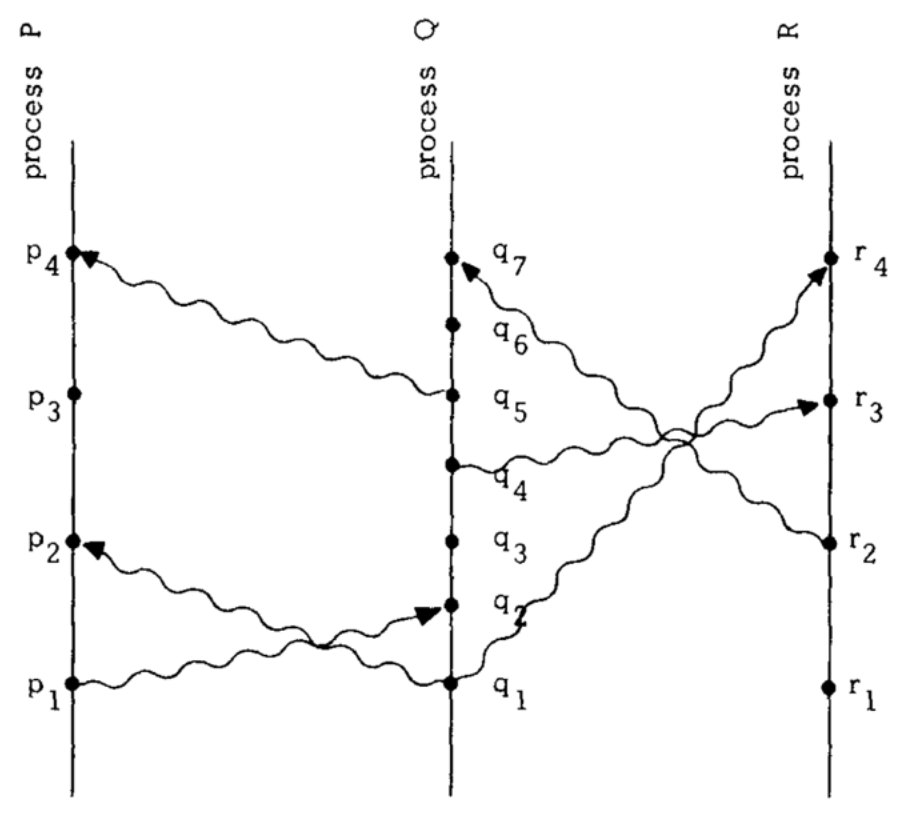 process P
process Q
process R
p4 q7 r4
q6
p3 q5 r3
q4
p2 q3 r2
q2
p1 q1 r1